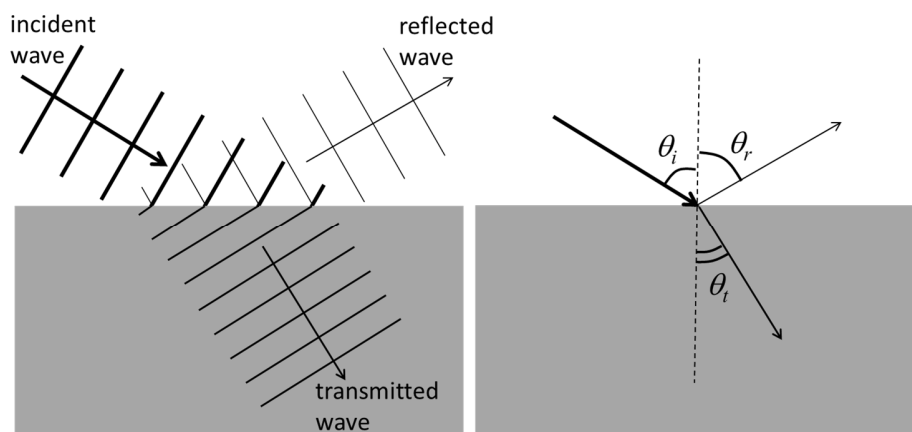 incident
wave
reflected
wave
transmitted
wave
θᵢ
θᵣ
θₜ